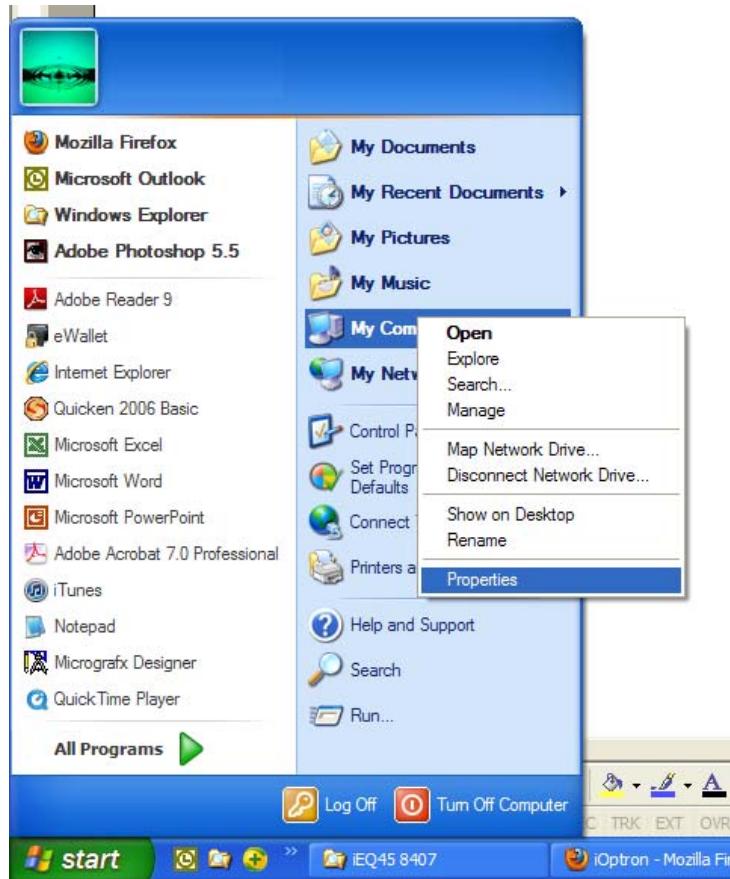 Mozilla Firefox
Microsoft Outlook
Windows Explorer
Adobe Photoshop 5.5
Adobe Reader 9
eWallet
Internet Explorer
Quicken 2006 Basic
Microsoft Excel
Microsoft Word
Microsoft PowerPoint
Adobe Acrobat 7.0 Professional
iTunes
Notepad
Micrografx Designer
QuickTime Player
All Programs
My Documents
My Recent Documents
My Pictures
My Music
My Com
My Netw
Control Pa
Set Progr
Defaults
Connect
Printers a
Help and Support
Search
Run...
Open
Explore
Search...
Manage
Map Network Drive...
Disconnect Network Drive...
Show on Desktop
Rename
Properties
Log Off
Turn Off Computer
TRK EXT OVR
start
iEQ45 8407
iOptron - Mozilla Fir